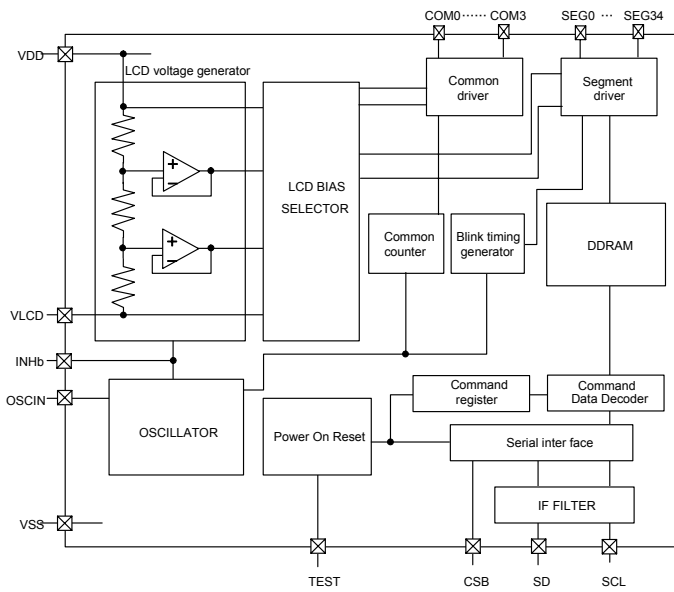 COM0 ······ COM3
SEG0 ··· SEG34
VDD
LCD voltage generator
Common
driver
Segment
driver
+
−
LCD BIAS
SELECTOR
+
−
Common
counter
Blink timing
generator
DDRAM
VLCD
INHb
OSCIN
OSCILLATOR
Command
register
Command
Data Decoder
Power On Reset
Serial inter face
IF FILTER
VSS
TEST
CSB
SD
SCL